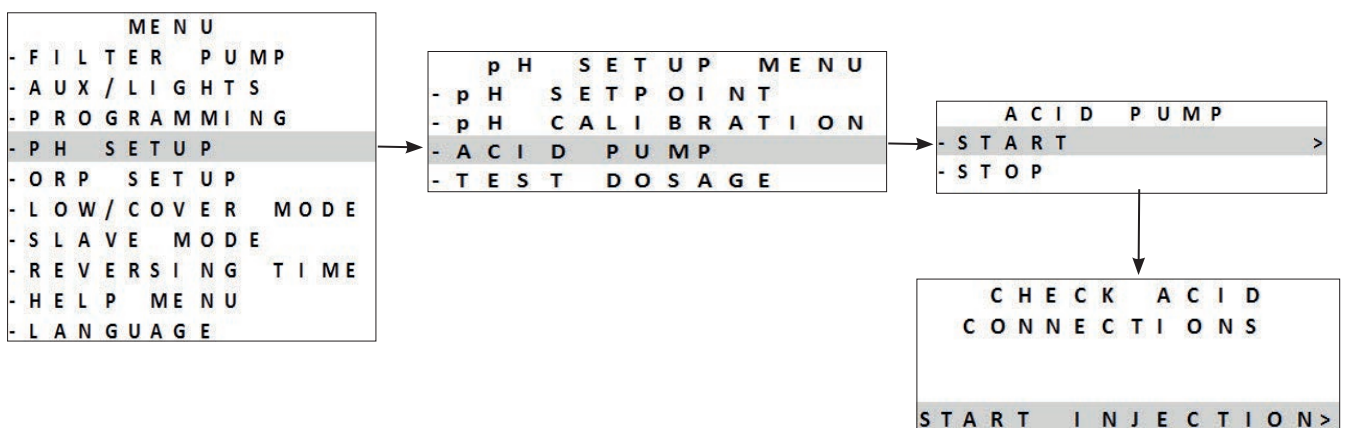 MENU
- FILTER PUMP
- AUX/LIGHTS
- PROGRAMMING
- PH SETUP
- ORP SETUP
- LOW/COVER MODE
- SLAVE MODE
- REVERSING TIME
- HELP MENU
- LANGUAGE
pH SETUP MENU
- pH SETPOINT
- pH CALIBRATION
- ACID PUMP
- TEST DOSAGE
ACID PUMP
- START >
- STOP
CHECK ACID
CONNECTIONS
START INJECTION>